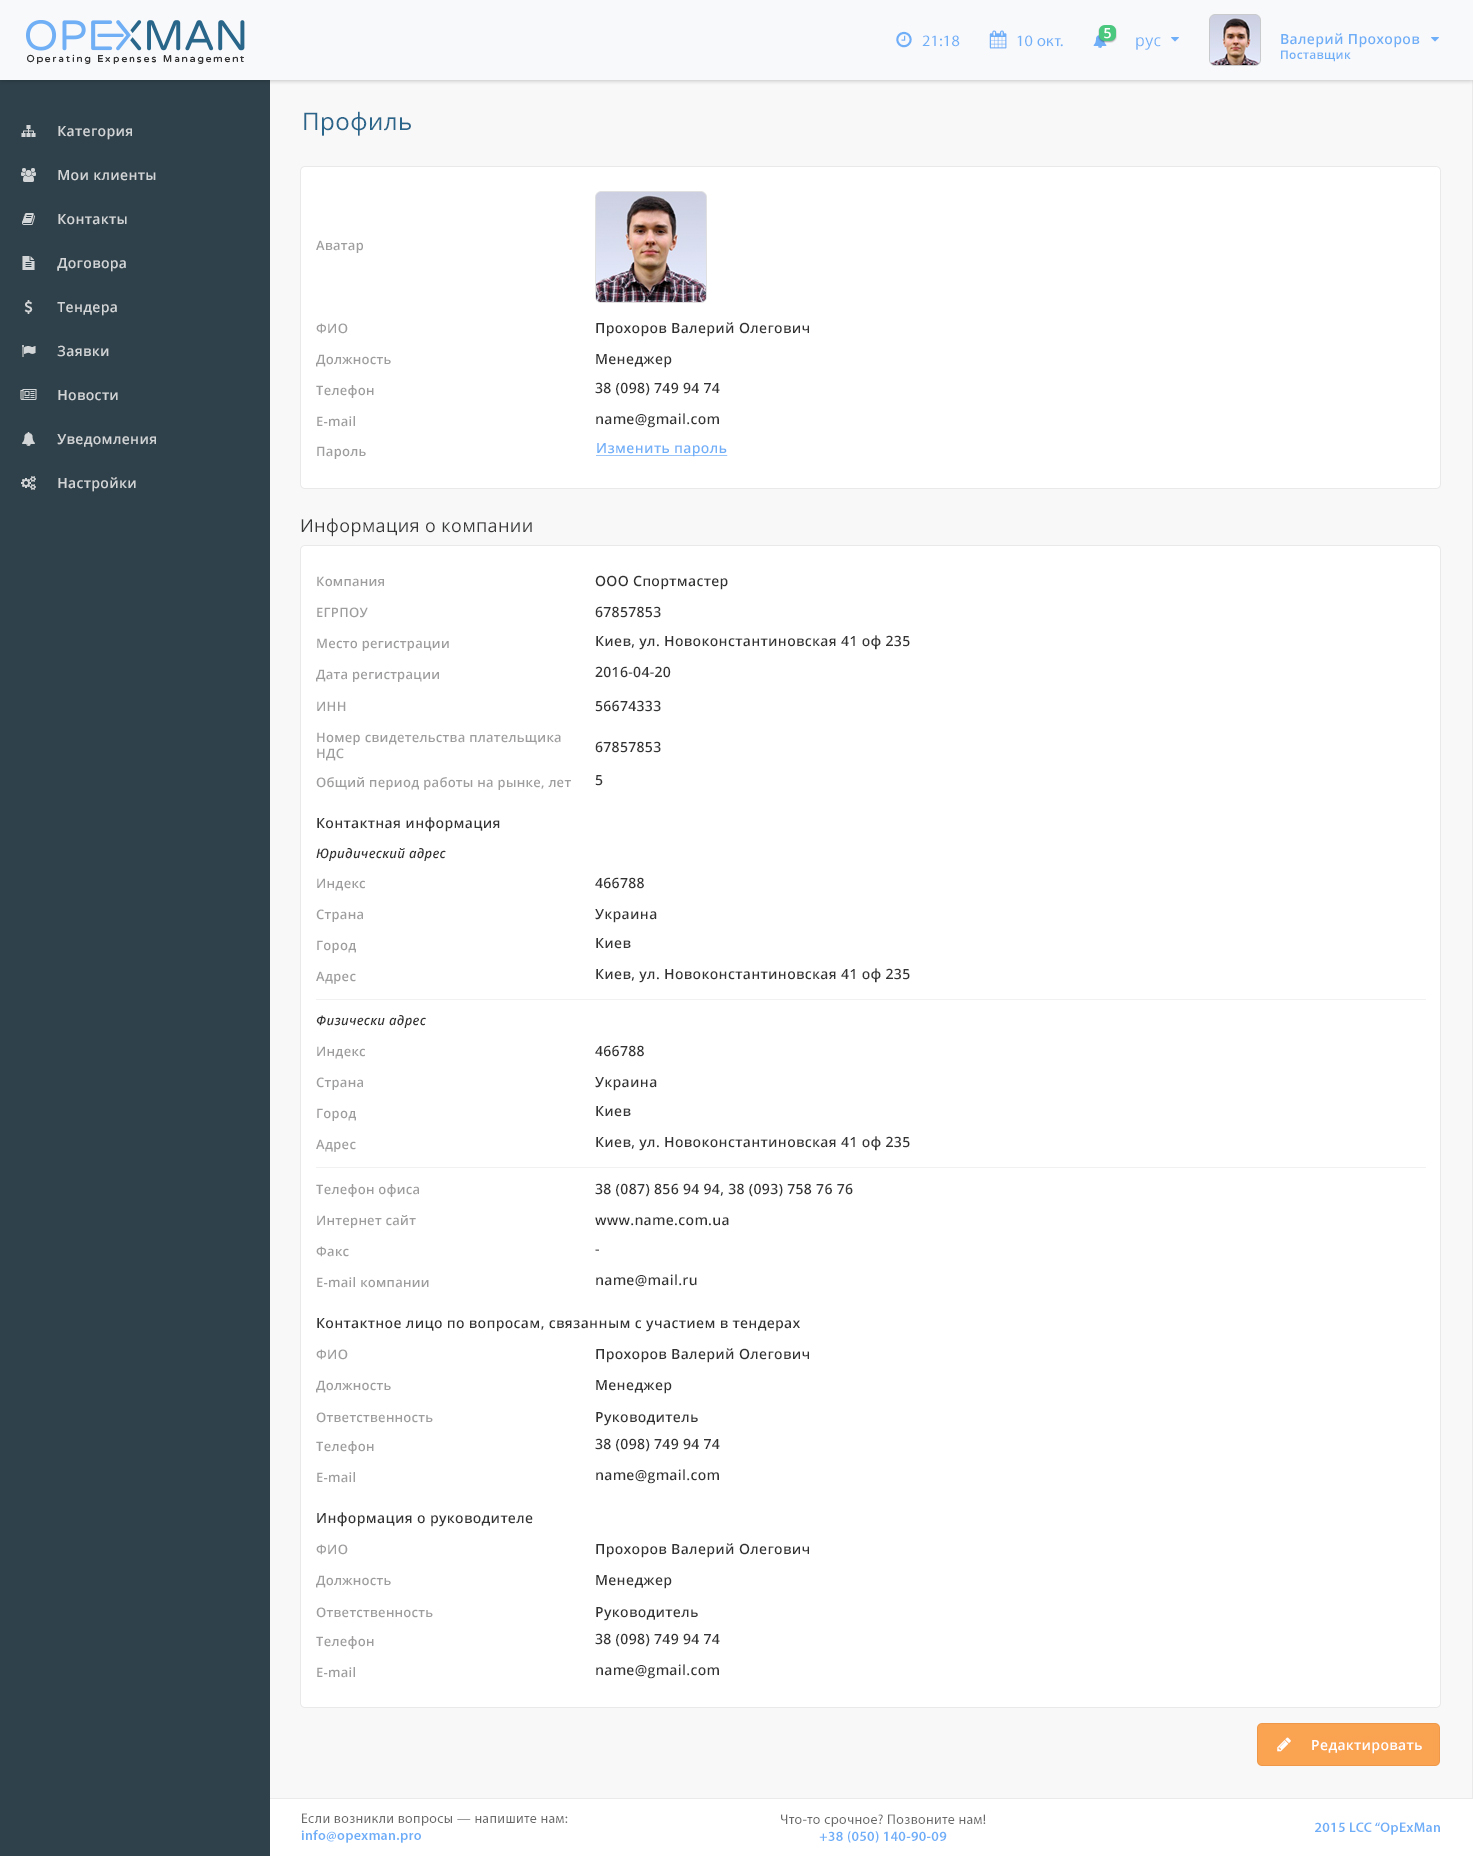 OPEXMAN
Operating Expenses Management
21:18
10 окт.
5
рус
Валерий Прохоров
Поставщик
Категория
Мои клиенты
Контакты
Договора
Тендера
Заявки
Новости
Уведомления
Настройки
Профиль
Аватар
ФИО Прохоров Валерий Олегович
Должность Менеджер
Телефон 38 (098) 749 94 74
E-mail name@gmail.com
Пароль Изменить пароль
Информация о компании
Компания ООО Спортмастер
ЕГРПОУ 67857853
Место регистрации Киев, ул. Новоконстантиновская 41 оф 235
Дата регистрации 2016-04-20
ИНН 56674333
Номер свидетельства плательщика
НДС 67857853
Общий период работы на рынке, лет 5
Контактная информация
Юридический адрес
Индекс 466788
Страна Украина
Город Киев
Адрес Киев, ул. Новоконстантиновская 41 оф 235
Физически адрес
Индекс 466788
Страна Украина
Город Киев
Адрес Киев, ул. Новоконстантиновская 41 оф 235
Телефон офиса 38 (087) 856 94 94, 38 (093) 758 76 76
Интернет сайт www.name.com.ua
Факс -
E-mail компании name@mail.ru
Контактное лицо по вопросам, связанным с участием в тендерах
ФИО Прохоров Валерий Олегович
Должность Менеджер
Ответственность Руководитель
Телефон 38 (098) 749 94 74
E-mail name@gmail.com
Информация о руководителе
ФИО Прохоров Валерий Олегович
Должность Менеджер
Ответственность Руководитель
Телефон 38 (098) 749 94 74
E-mail name@gmail.com
Редактировать
Если возникли вопросы — напишите нам:
info@opexman.pro
Что-то срочное? Позвоните нам!
+38 (050) 140-90-09
2015 LCC “OpExMan